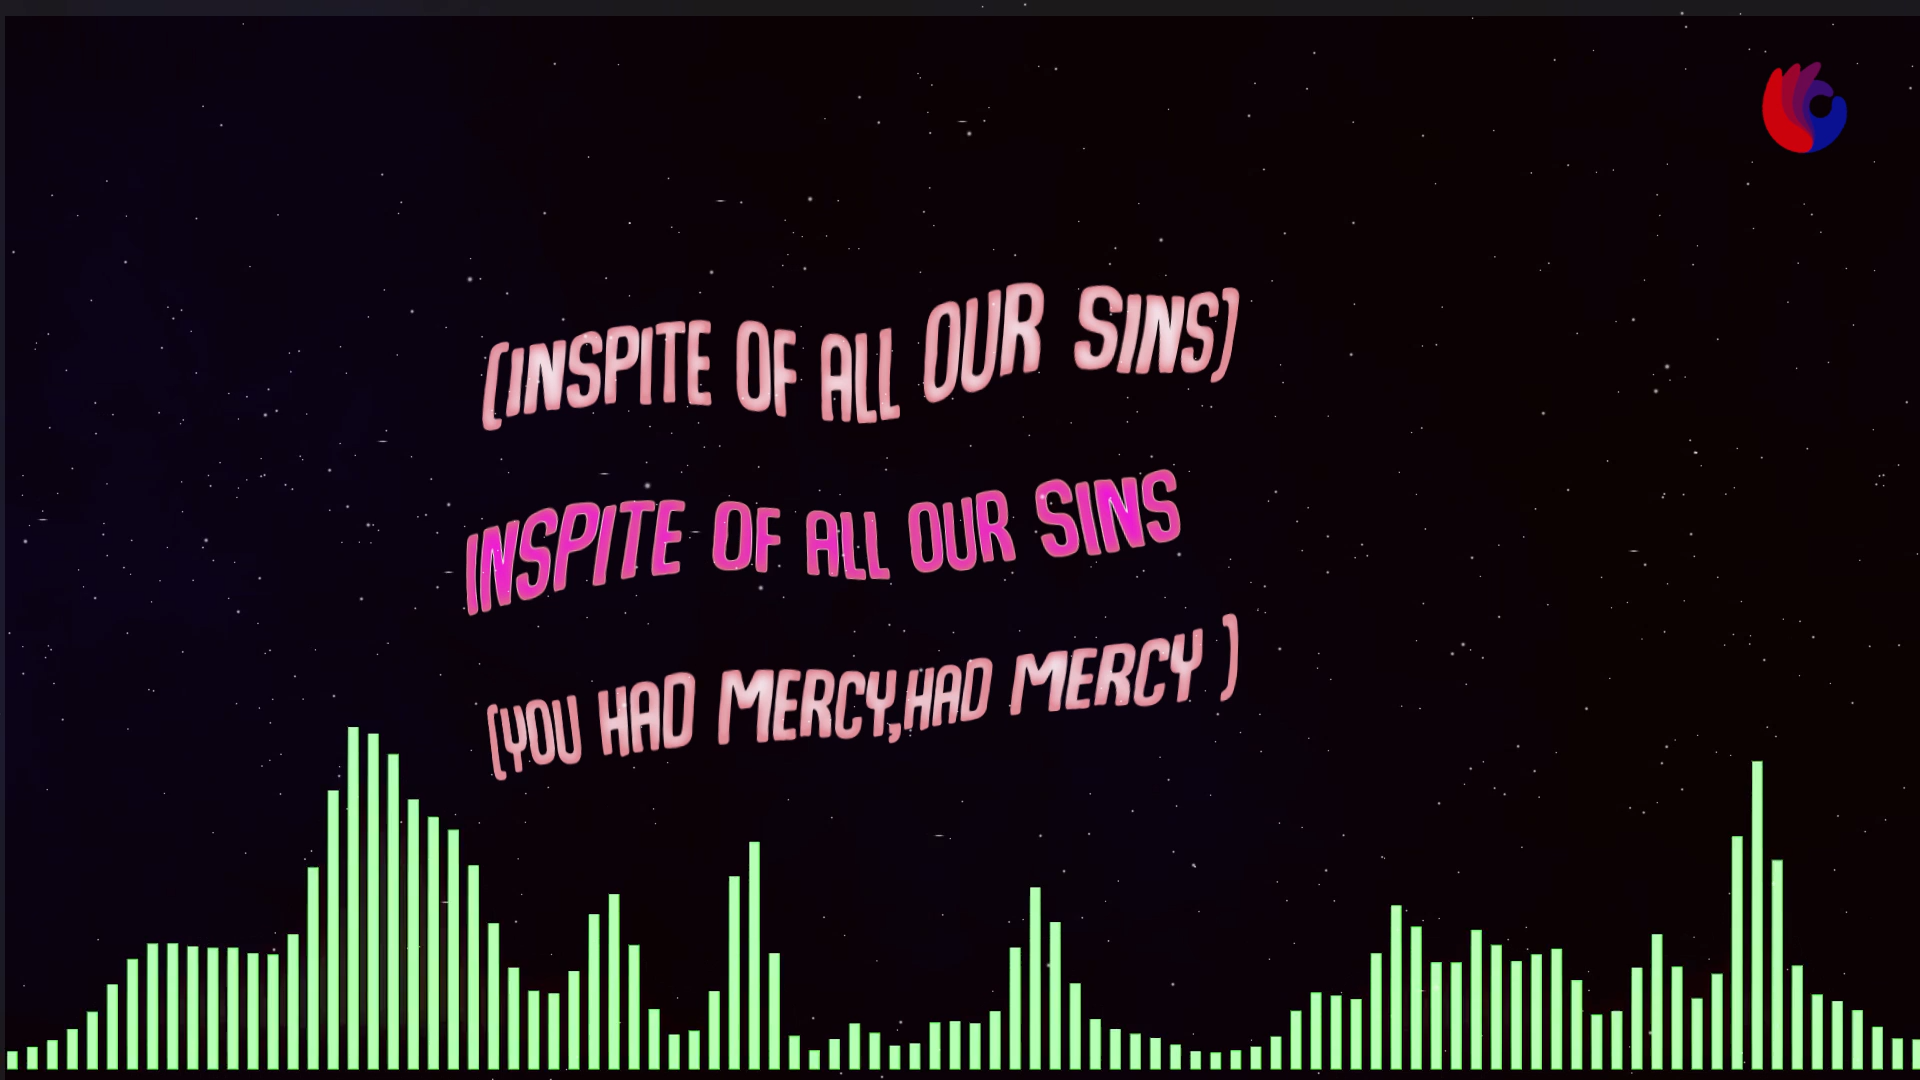 (INSPITE OF ALL OUR SINS)
INSPITE OF ALL OUR SINS
(YOU HAD MERCY,HAD MERCY )